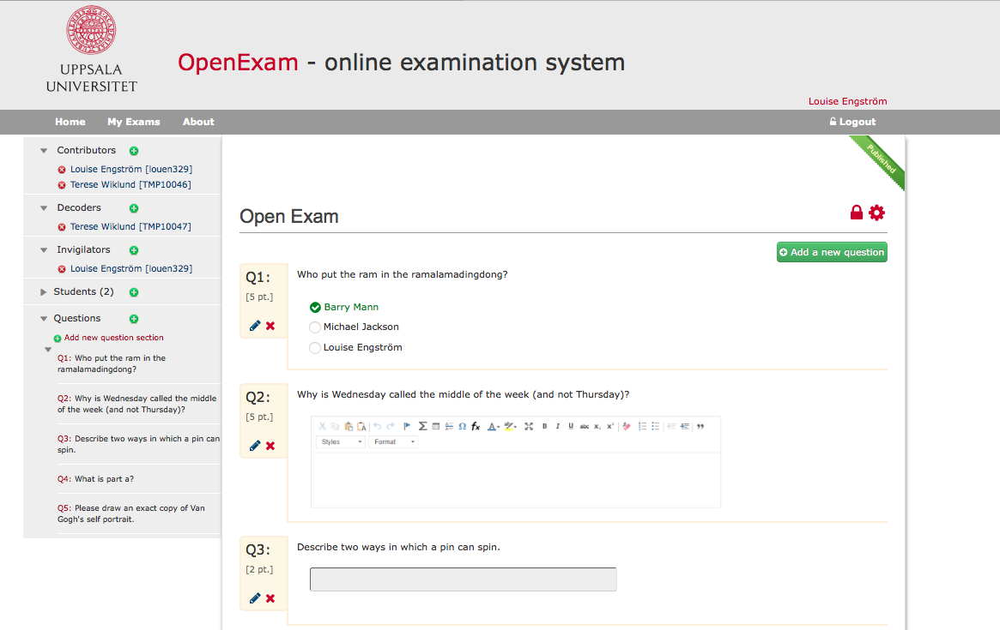 UPPSALA
UNIVERSITET
OpenExam - online examination system
Louise Engström
Home My Exams About Logout
Contributors
Louise Engström [louen329]
Terese Wiklund [TMP10046]
Decoders
Terese Wiklund [TMP10047]
Invigilators
Louise Engström [louen329]
Students (2)
Questions
Add new question section
Q1: Who put the ram in the
ramalamadingdong?
Q2: Why is Wednesday called the middle
of the week (and not Thursday)?
Q3: Describe two ways in which a pin can
spin.
Q4: What is part a?
Q5: Please draw an exact copy of Van
Gogh's self portrait.
Published
Open Exam
Add a new question
Q1:
[5 pt.]
Who put the ram in the ramalamadingdong?
Barry Mann
Michael Jackson
Louise Engström
Q2:
[5 pt.]
Why is Wednesday called the middle of the week (and not Thursday)?
Styles Format
Q3:
[2 pt.]
Describe two ways in which a pin can spin.